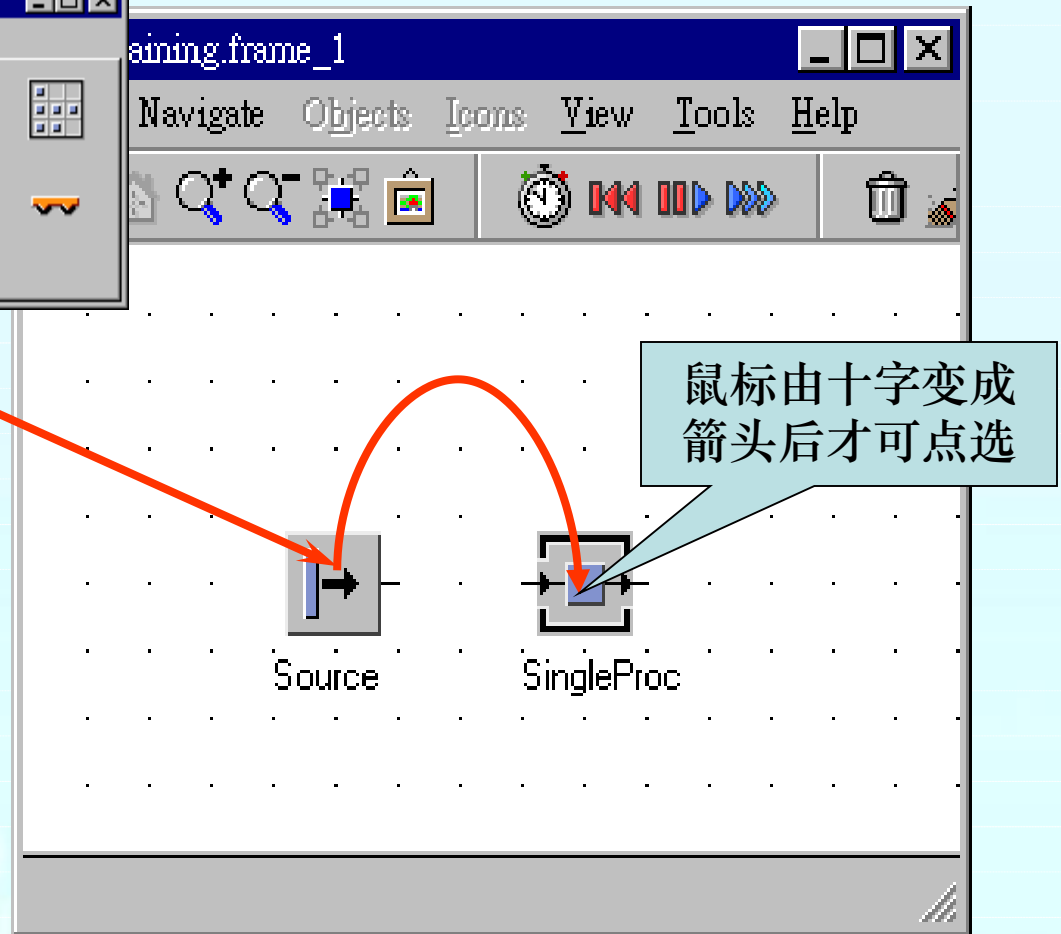 aining.frame_1
Navigate Objects Icons View Tools Help
鼠标由十字变成
箭头后才可点选
Source
SingleProc